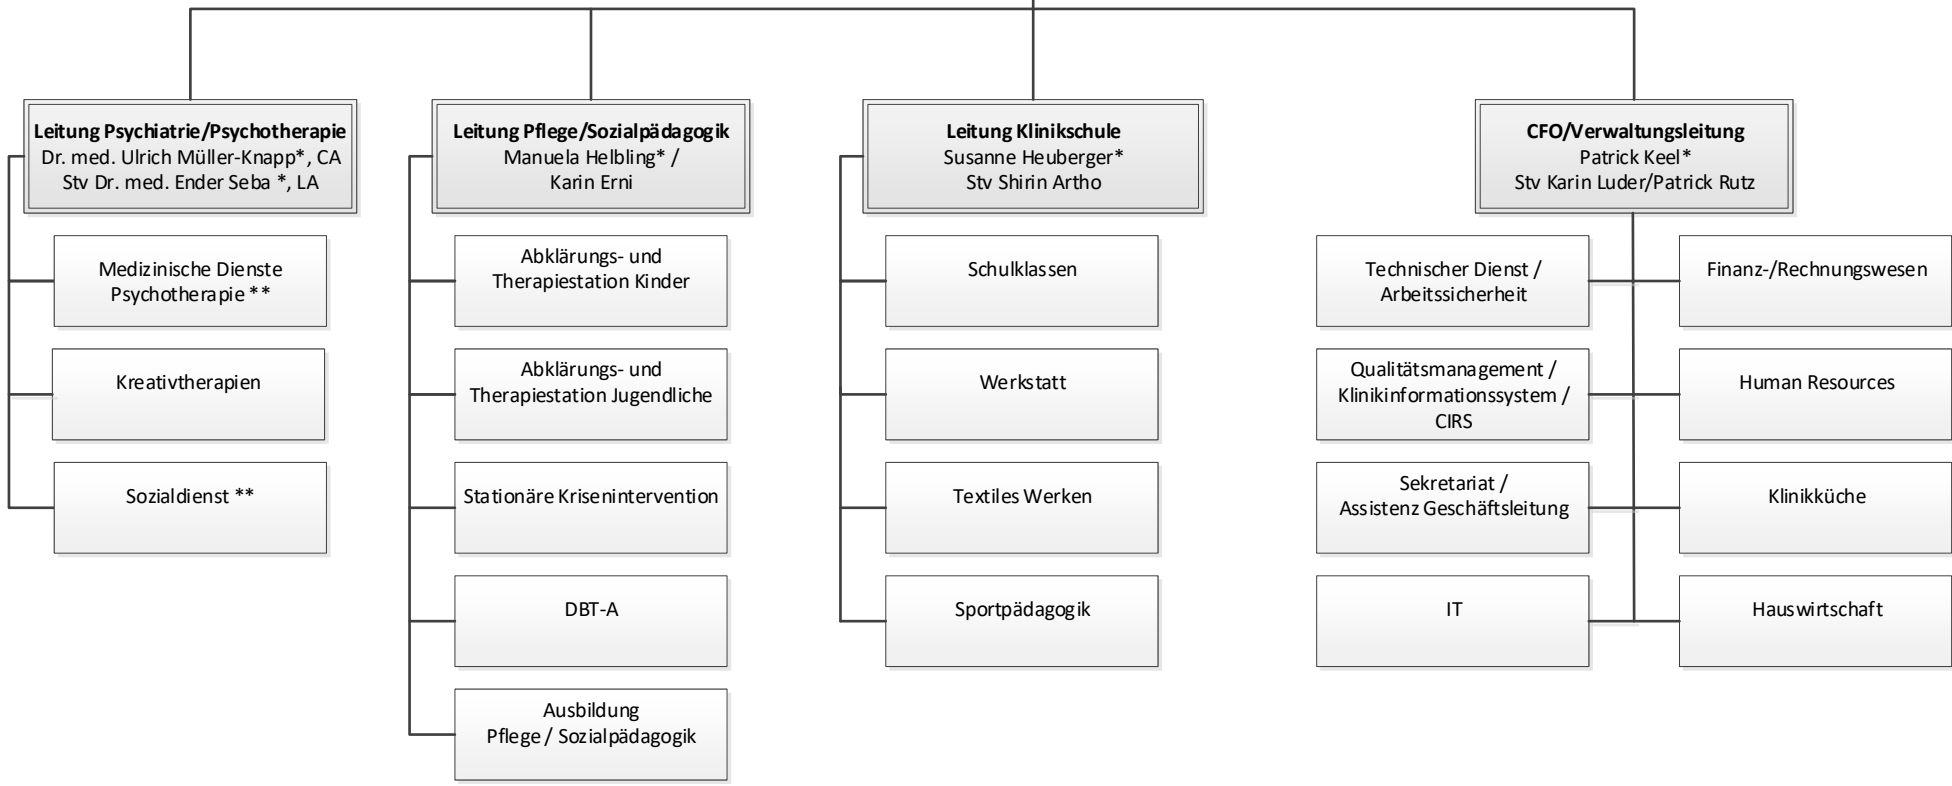 Leitung Psychiatrie/Psychotherapie
Dr. med. Ulrich Müller-Knapp*, CA
Stv Dr. med. Ender Seba *, LA
Medizinische Dienste
Psychotherapie **
Kreativtherapien
Sozialdienst **
Leitung Pflege/Sozialpädagogik
Manuela Helbling* /
Karin Erni
Abklärungs- und
Therapiestation Kinder
Abklärungs- und
Therapiestation Jugendliche
Stationäre Krisenintervention
DBT-A
Ausbildung
Pflege / Sozialpädagogik
Leitung Klinikschule
Susanne Heuberger*
Stv Shirin Artho
Schulklassen
Werkstatt
Textiles Werken
Sportpädagogik
CFO/Verwaltungsleitung
Patrick Keel*
Stv Karin Luder/Patrick Rutz
Technischer Dienst /
Arbeitssicherheit
Finanz-/Rechnungswesen
Qualitätsmanagement /
Klinikinformationssystem /
CIRS
Human Resources
Sekretariat /
Assistenz Geschäftsleitung
Klinikküche
IT
Hauswirtschaft